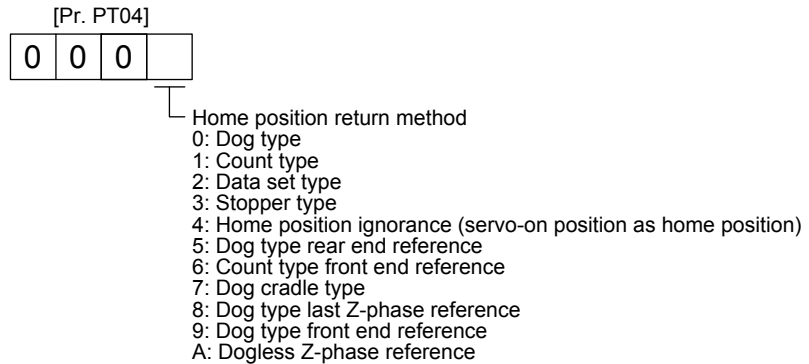 [Pr. PT04]
0 0 0
Home position return method
0: Dog type
1: Count type
2: Data set type
3: Stopper type
4: Home position ignorance (servo-on position as home position)
5: Dog type rear end reference
6: Count type front end reference
7: Dog cradle type
8: Dog type last Z-phase reference
9: Dog type front end reference
A: Dogless Z-phase reference